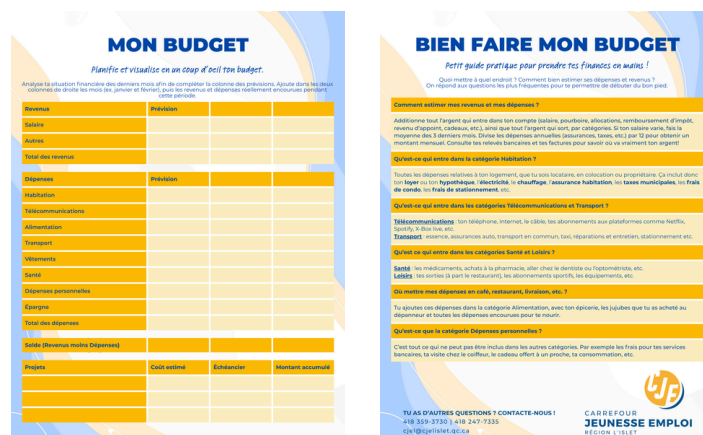 MON BUDGET
Planifie et visualise en un coup d'oeil ton budget.
Analyse ta situation financière des derniers mois afin de compléter la colonne des prévisions. Ajoute dans les deux
colonnes de droite les mois (ex. janvier et février), puis les revenus et dépenses réellement encourues pendant
cette période.
Revenus Prévision
Salaire
Autres
Total des revenus
Dépenses Prévision
Habitation
Télécommunications
Alimentation
Transport
Vêtements
Santé
Dépenses personnelles
Épargne
Total des dépenses
Solde (Revenus moins Dépenses)
Projets Coût estimé Échéancier Montant accumulé
BIEN FAIRE MON BUDGET
Petit guide pratique pour prendre tes finances en mains !
Quoi mettre à quel endroit ? Comment bien estimer ses dépenses et revenus ?
On répond aux questions les plus fréquentes pour te permettre de débuter du bon pied.
Comment estimer mes revenus et mes dépenses ?
Additionne tout l'argent qui entre dans ton compte (salaire, pourboire, allocations, remboursement d'impôt,
revenu d'appoint, cadeaux, etc.), ainsi que tout l'argent qui sort, par catégories. Si ton salaire varie, fais la
moyenne des 3 derniers mois. Divise les dépenses annuelles (assurances, taxes, etc.) par 12 pour obtenir un
montant mensuel. Consulte tes relevés bancaires et tes factures pour savoir où va vraiment ton argent!
Qu'est-ce qui entre dans la catégorie Habitation ?
Toutes les dépenses relatives à ton logement, que tu sois locataire, en colocation ou propriétaire. Ça inclut donc
ton loyer ou ton hypothèque, l'électricité, le chauffage, l'assurance habitation, les taxes municipales, les frais
de condo, les frais de stationnement, etc.
Qu'est-ce qui entre dans les catégories Télécommunications et Transport ?
Télécommunications : ton téléphone, Internet, le câble, tes abonnements aux plateformes comme Netflix,
Spotify, X-Box live, etc.
Transport : essence, assurances auto, transport en commun, taxi, réparations et entretien, stationnement etc.
Qu'est ce qui entre dans les catégories Santé et Loisirs ?
Santé : les médicaments, achats à la pharmacie, aller chez le dentiste ou l'optométriste, etc.
Loisirs : tes sorties (à part le restaurant), les abonnements sportifs, les équipements, etc.
Où mettre mes dépenses en café, restaurant, livraison, etc. ?
Tu ajoutes ces dépenses dans la catégorie Alimentation, avec ton épicerie, les jujubes que tu as acheté au
dépanneur et toutes les dépenses encourues pour te nourir.
Qu'est-ce que la catégorie Dépenses personnelles ?
C'est tout ce qui ne peut pas être inclus dans les autres catégories. Par exemple les frais pour tes services
bancaires, ta visite chez le coiffeur, le cadeau offert à un proche, ta consommation, etc.
TU AS D'AUTRES QUESTIONS ? CONTACTE-NOUS !
418 359-3730 | 418 247-7335
cjel@cjelislet.qc.ca
CJE
CARREFOUR
JEUNESSE EMPLOI
RÉGION L'ISLET